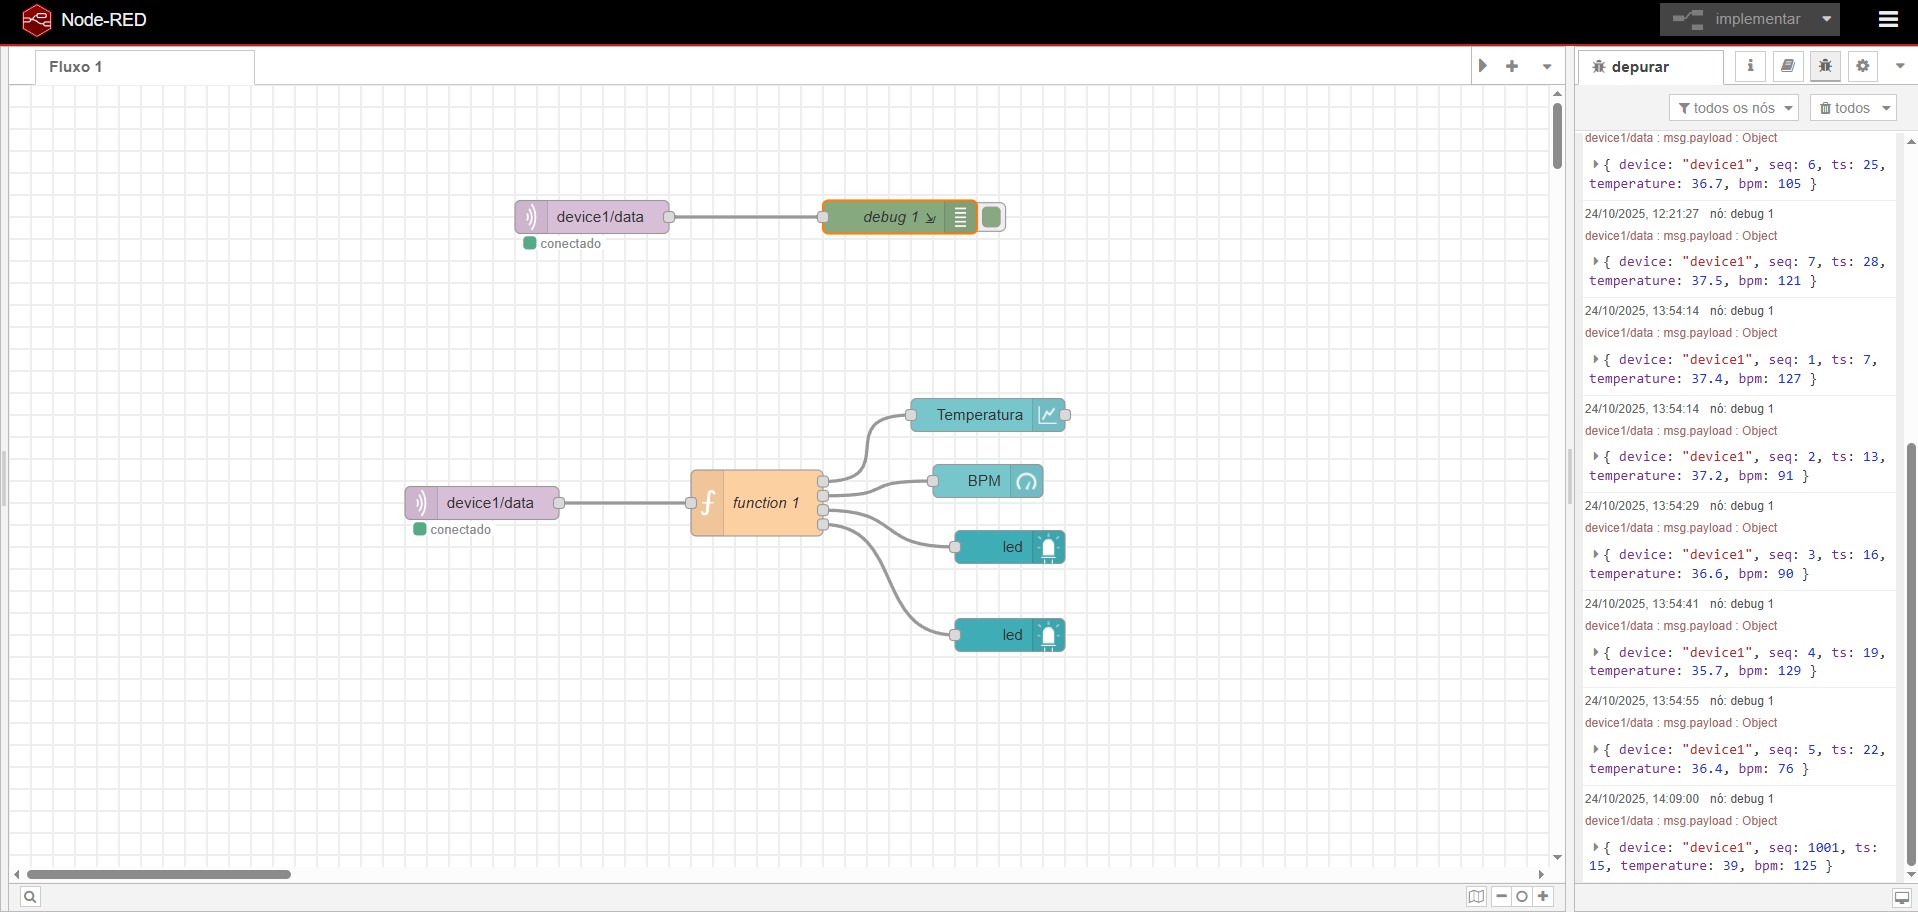 Node-RED
implementar
Fluxo 1
depurar
todos os nós
todos
device1/data
conectado
debug 1
Temperatura
BPM
device1/data
conectado
function 1
led
led
device1/data : msg.payload : Object
{ device: "device1", seq: 6, ts: 25,
temperature: 36.7, bpm: 105 }
24/10/2025, 12:21:27 nó: debug 1
device1/data : msg.payload : Object
{ device: "device1", seq: 7, ts: 28,
temperature: 37.5, bpm: 121 }
24/10/2025, 13:54:14 nó: debug 1
device1/data : msg.payload : Object
{ device: "device1", seq: 1, ts: 7,
temperature: 37.4, bpm: 127 }
24/10/2025, 13:54:14 nó: debug 1
device1/data : msg.payload : Object
{ device: "device1", seq: 2, ts: 13,
temperature: 37.2, bpm: 91 }
24/10/2025, 13:54:29 nó: debug 1
device1/data : msg.payload : Object
{ device: "device1", seq: 3, ts: 16,
temperature: 36.6, bpm: 90 }
24/10/2025, 13:54:41 nó: debug 1
device1/data : msg.payload : Object
{ device: "device1", seq: 4, ts: 19,
temperature: 35.7, bpm: 129 }
24/10/2025, 13:54:55 nó: debug 1
device1/data : msg.payload : Object
{ device: "device1", seq: 5, ts: 22,
temperature: 36.4, bpm: 76 }
24/10/2025, 14:09:00 nó: debug 1
device1/data : msg.payload : Object
{ device: "device1", seq: 1001, ts:
15, temperature: 39, bpm: 125 }